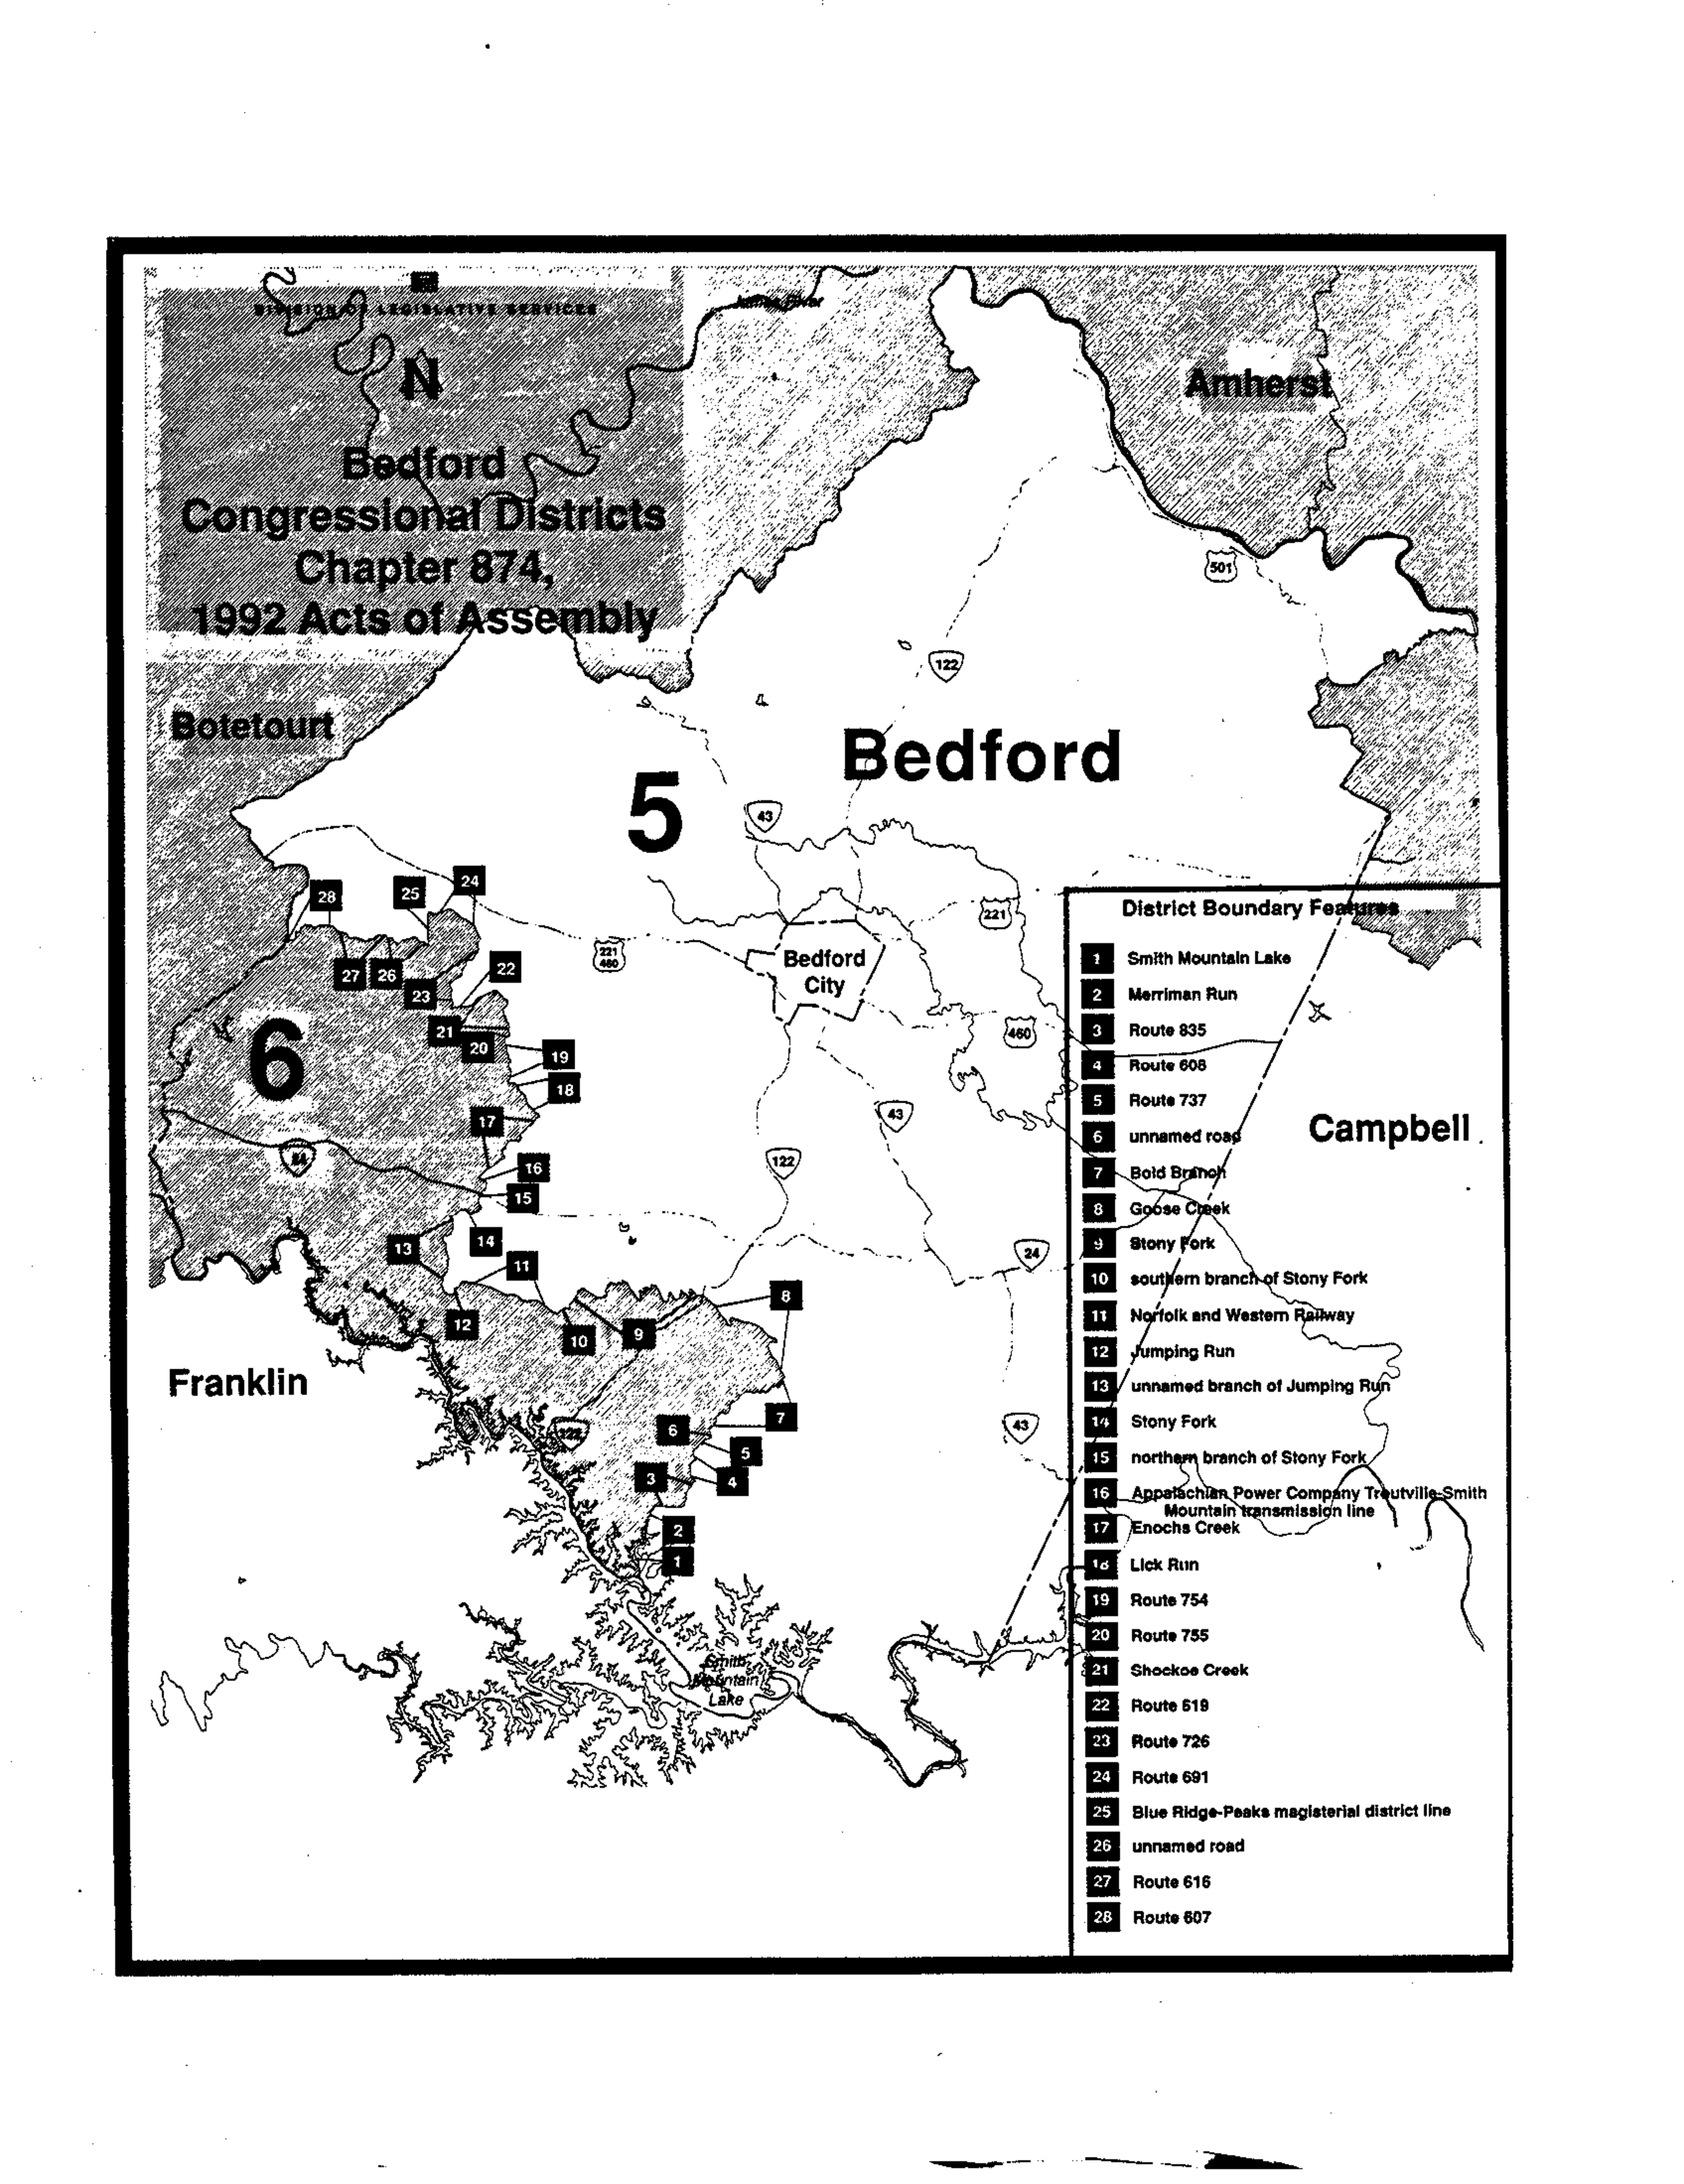 DIVISION OF LEGISLATIVE SERVICES
N
Bedford
Congressional Districts
Chapter 874,
1992 Acts of Assembly
James River
Amherst
501
122
Botetourt
Bedford
5
43
28
25
24
221
27
26
23
22
221
460
Bedford
City
21
20
6
19
460
18
17
43
Campbell
122
16
15
13
14
11
24
8
12
10
9
Franklin
7
6
5
43
3
4
2
1
Smith
Mountain
Lake
District Boundary Features
1 Smith Mountain Lake
2 Merriman Run
3 Route 835
4 Route 608
5 Route 737
6 unnamed road
7 Bold Branch
8 Goose Creek
9 Stony Fork
10 southern branch of Stony Fork
11 Norfolk and Western Railway
12 Jumping Run
13 unnamed branch of Jumping Run
14 Stony Fork
15 northern branch of Stony Fork
16 Appalachian Power Company Troutville-Smith
Mountain transmission line
17 Enochs Creek
18 Lick Run
19 Route 754
20 Route 755
21 Shockoe Creek
22 Route 619
23 Route 726
24 Route 691
25 Blue Ridge-Peaks magisterial district line
26 unnamed road
27 Route 616
28 Route 607